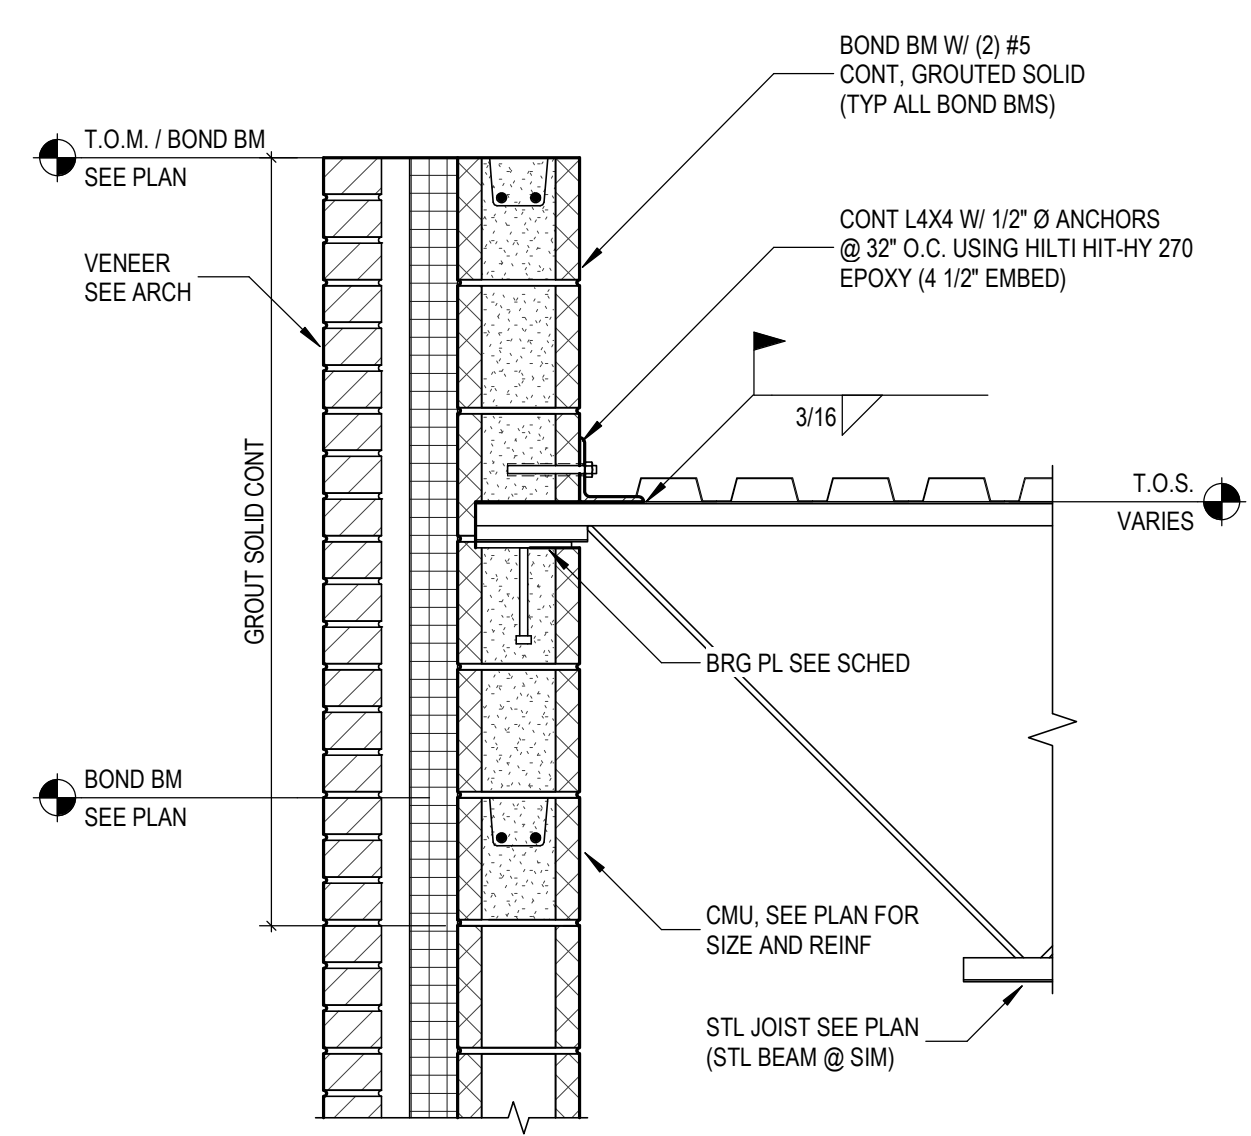 BOND BM W/ (2) #5
CONT, GROUTED SOLID
(TYP ALL BOND BMS)
T.O.M. / BOND BM
SEE PLAN
CONT L4X4 W/ 1/2" Ø ANCHORS
@ 32" O.C. USING HILTI HIT-HY 270
EPOXY (4 1/2" EMBED)
VENEER
SEE ARCH
3/16
GROUT SOLID CONT
T.O.S.
VARIES
BRG PL SEE SCHED
BOND BM
SEE PLAN
CMU, SEE PLAN FOR
SIZE AND REINF
STL JOIST SEE PLAN
(STL BEAM @ SIM)